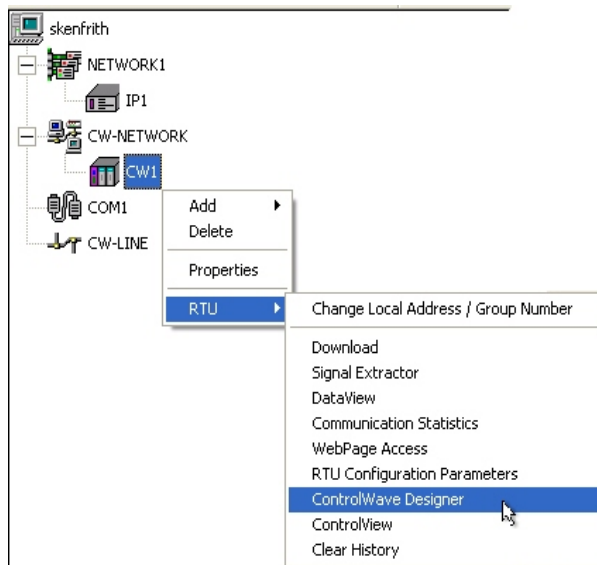 skenfrith
NETWORK1
IP1
CW-NETWORK
CW1
COM1
CW-LINE
Add
Delete
Properties
RTU
Change Local Address / Group Number
Download
Signal Extractor
DataView
Communication Statistics
WebPage Access
RTU Configuration Parameters
ControlWave Designer
ControlView
Clear History